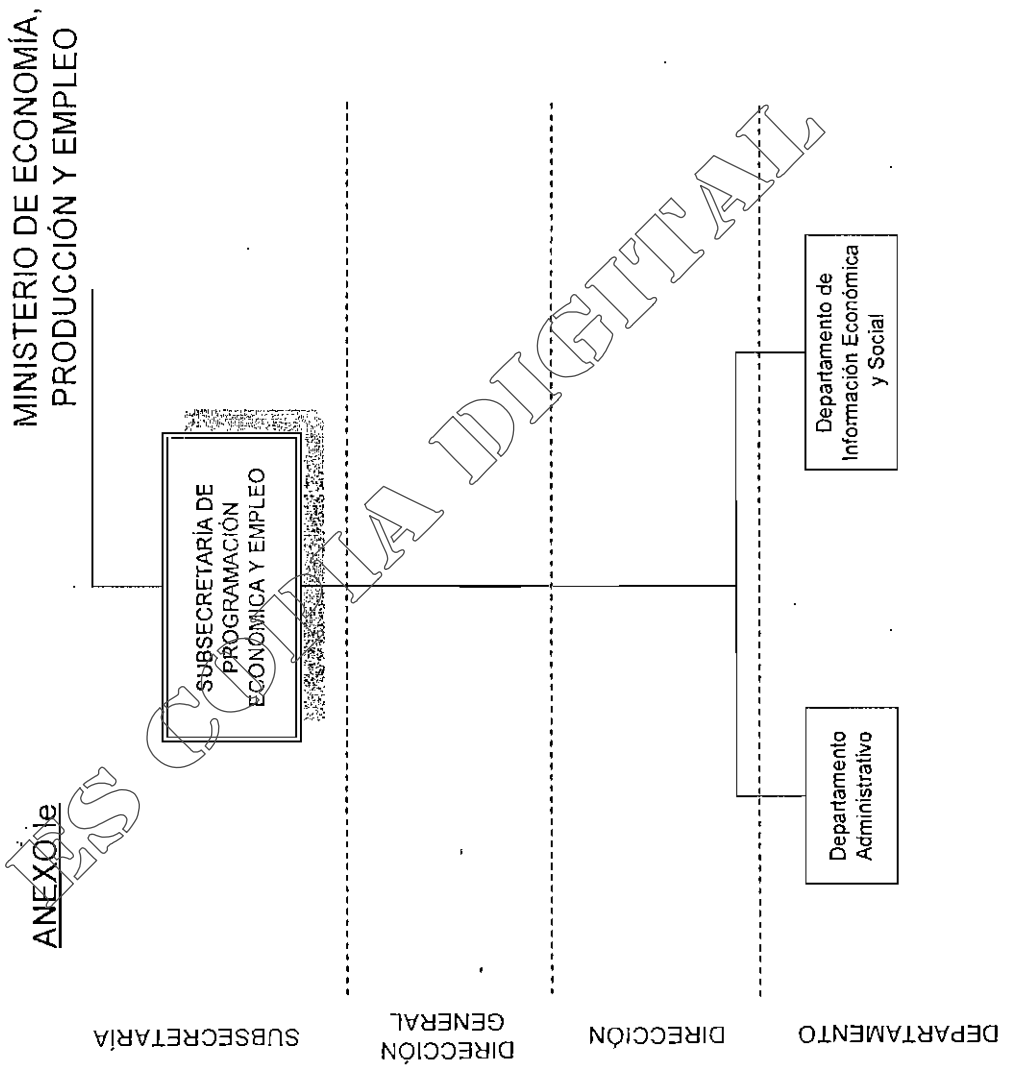 ANEXO Ie
MINISTERIO DE ECONOMÍA,
PRODUCCIÓN Y EMPLEO
SUBSECRETARÍA
SUBSECRETARÍA DE
PROGRAMACIÓN
ECONOMICA Y EMPLEO
DIRECCIÓN
GENERAL
DIRECCIÓN
DEPARTAMENTO
Departamento
Administrativo
Departamento de
Información Económica
y Social
ES COPIA DIGITAL